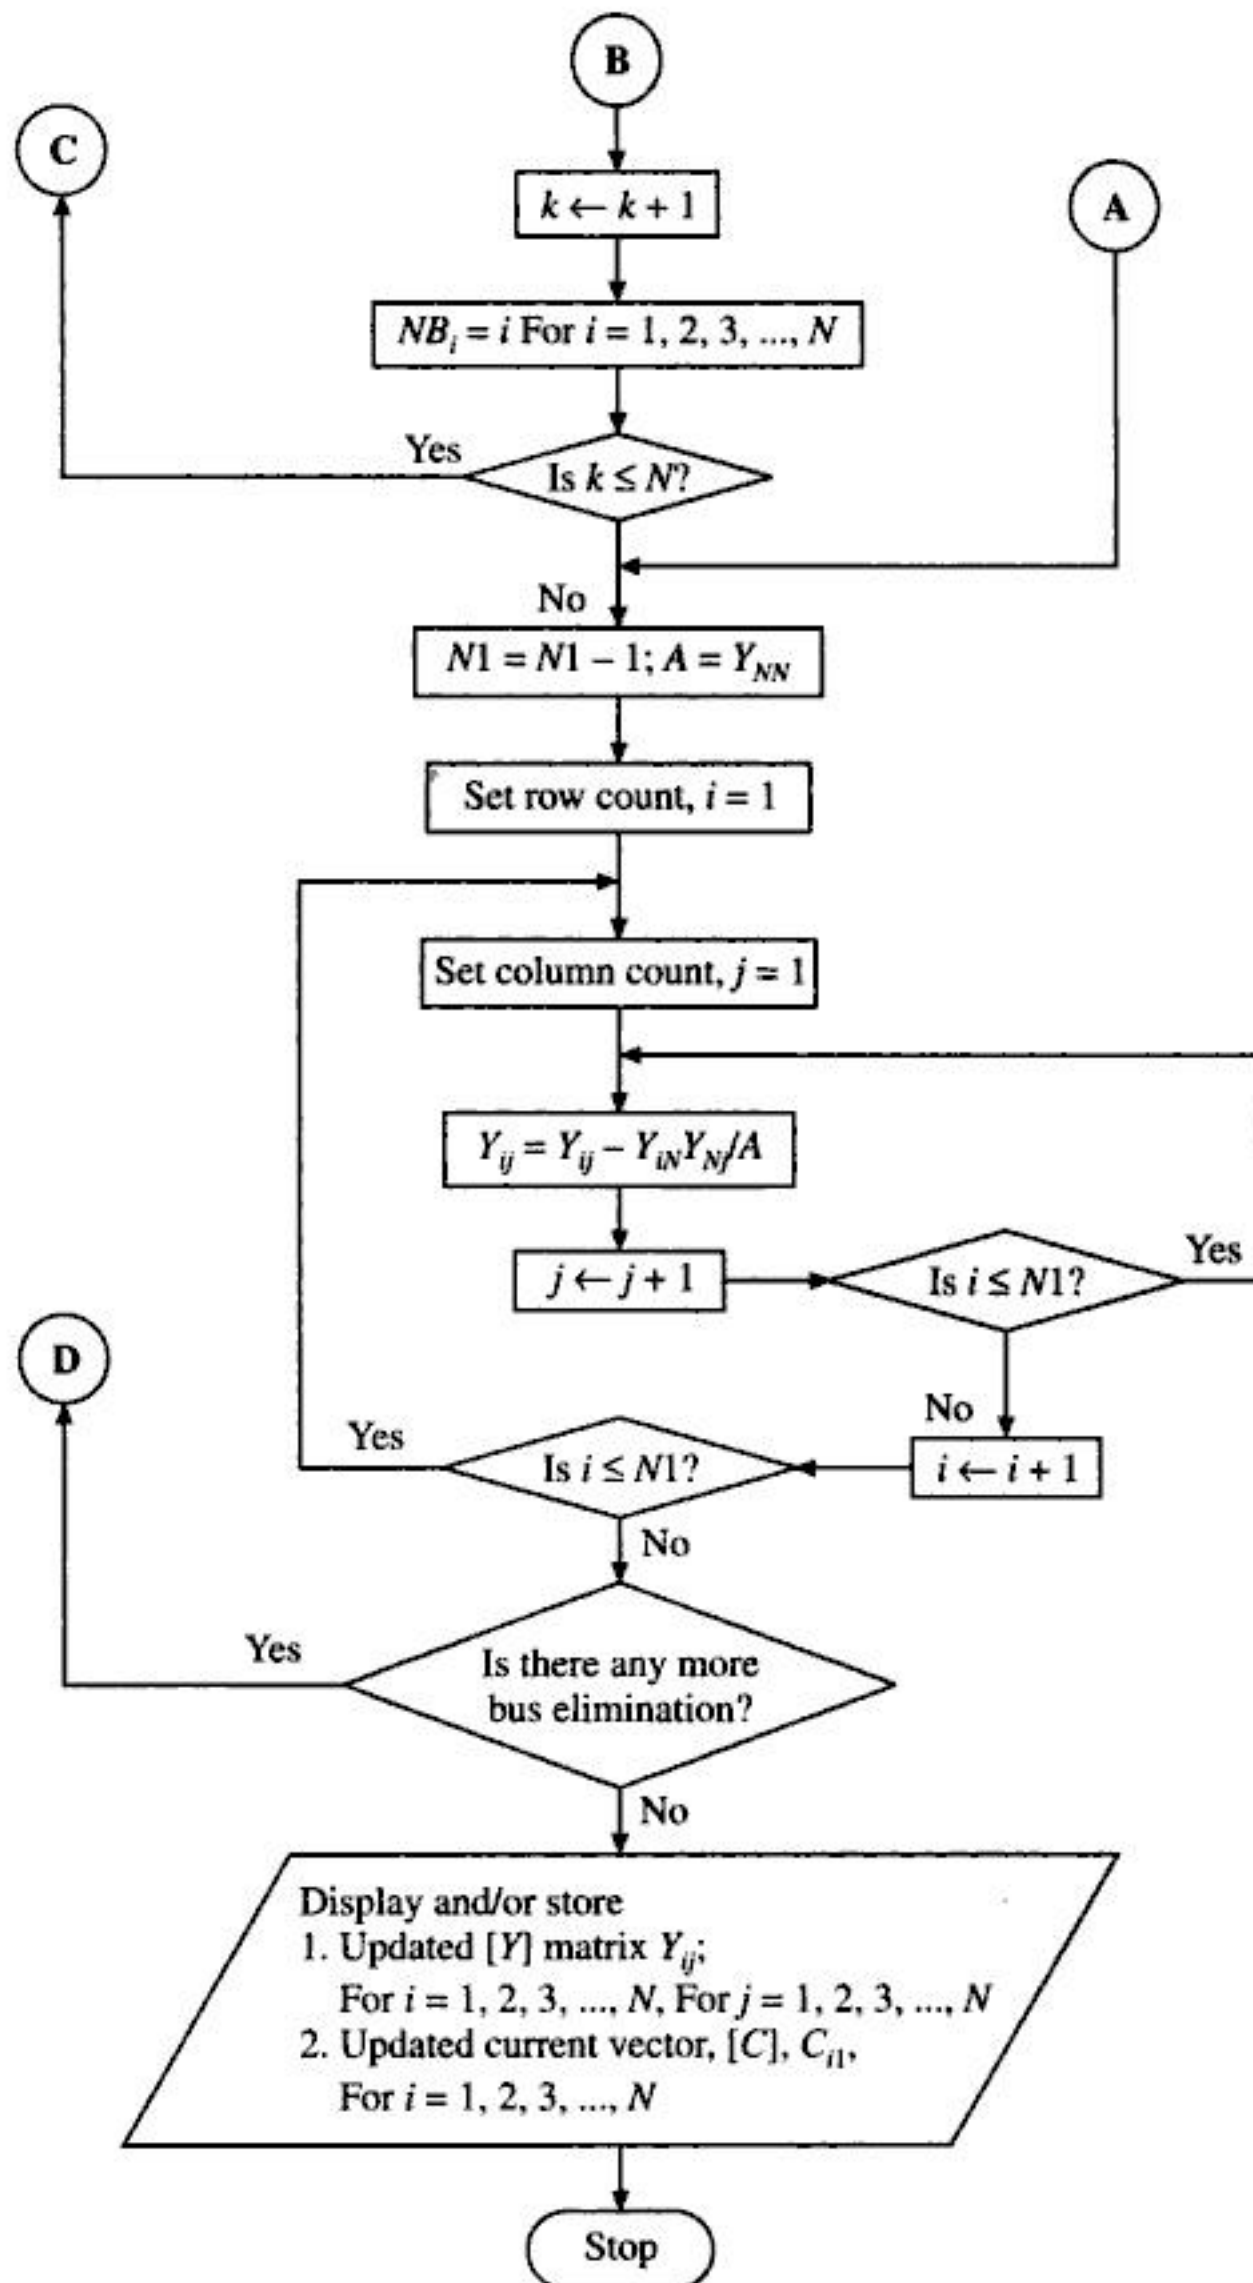 B
C
k ← k + 1
A
NB_i = i For i = 1, 2, 3, ..., N
Yes
Is k ≤ N?
No
N1 = N1 – 1; A = Y_NN
Set row count, i = 1
Set column count, j = 1
Y_ij = Y_ij – Y_iN Y_Nj/A
j ← j + 1
Is i ≤ N1?
Yes
D
No
i ← i + 1
Yes
Is i ≤ N1?
No
Yes
Is there any more
bus elimination?
No
Display and/or store
1. Updated [Y] matrix Y_ij;
For i = 1, 2, 3, ..., N, For j = 1, 2, 3, ..., N
2. Updated current vector, [C], C_i1,
For i = 1, 2, 3, ..., N
Stop